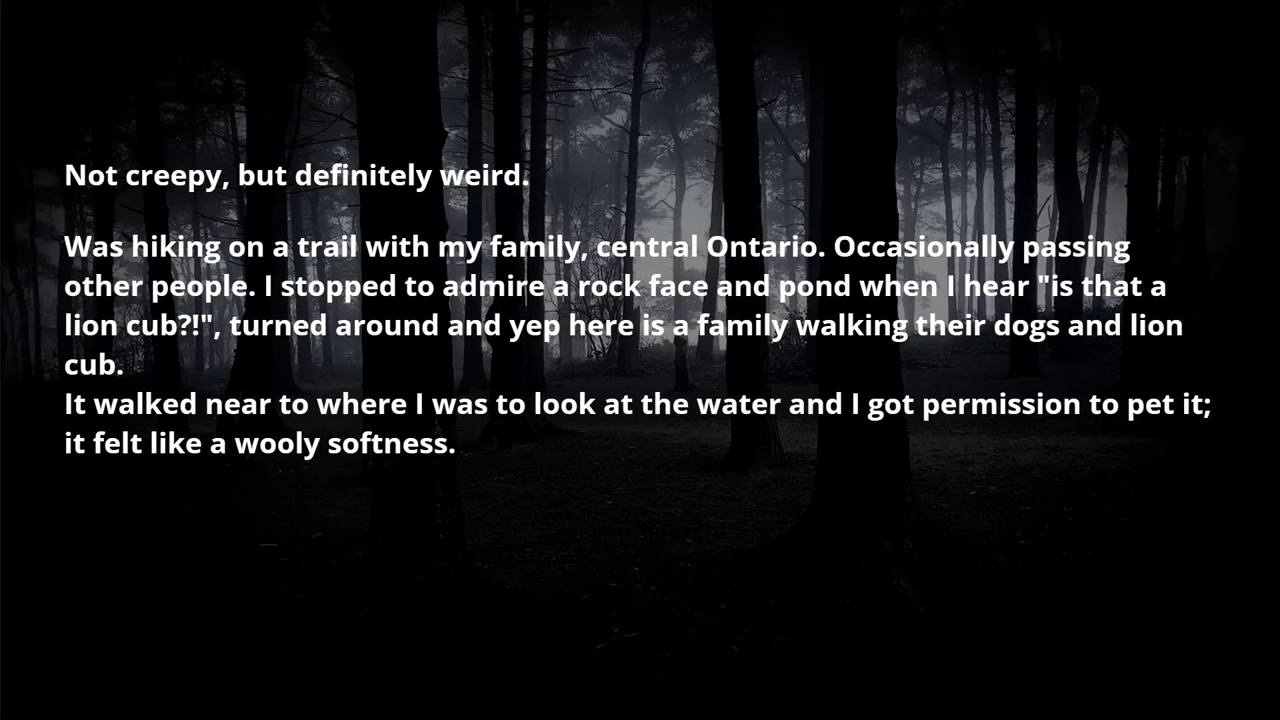 Not creepy, but definitely weird.
Was hiking on a trail with my family, central Ontario. Occasionally passing
other people. I stopped to admire a rock face and pond when I hear "is that a
lion cub?!", turned around and yep here is a family walking their dogs and lion
cub.
It walked near to where I was to look at the water and I got permission to pet it;
it felt like a wooly softness.